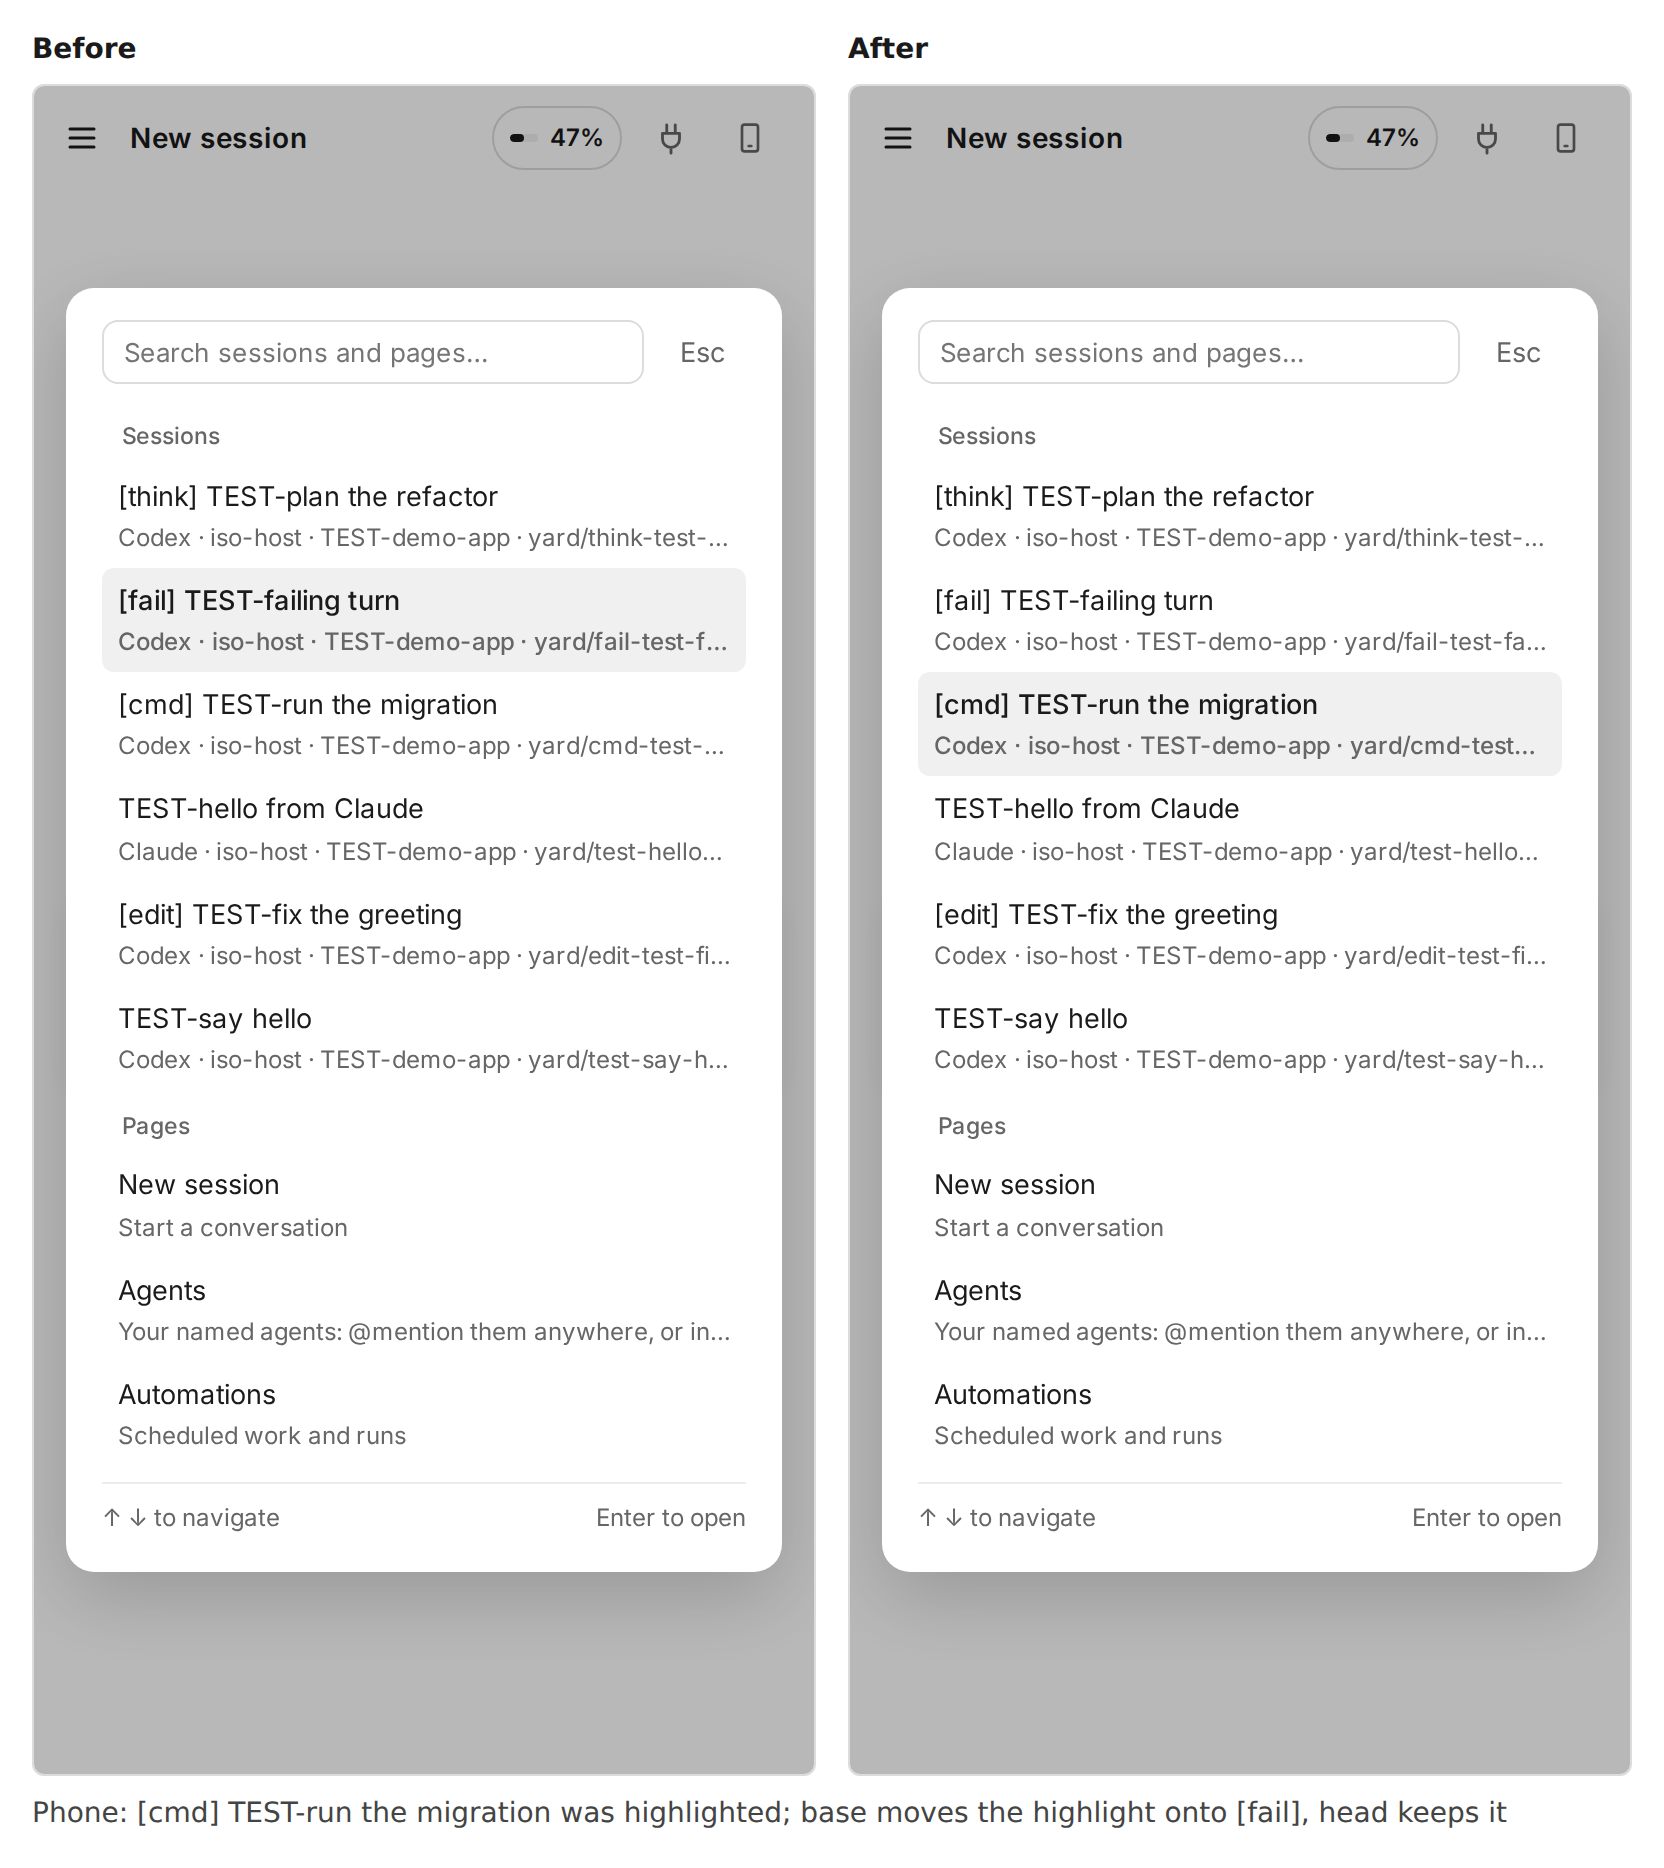 Before
New session
47%
Search sessions and pages...
Esc
Sessions
[think] TEST-plan the refactor
Codex · iso-host · TEST-demo-app · yard/think-test-...
[fail] TEST-failing turn
Codex · iso-host · TEST-demo-app · yard/fail-test-f...
[cmd] TEST-run the migration
Codex · iso-host · TEST-demo-app · yard/cmd-test-...
TEST-hello from Claude
Claude · iso-host · TEST-demo-app · yard/test-hello...
[edit] TEST-fix the greeting
Codex · iso-host · TEST-demo-app · yard/edit-test-fi...
TEST-say hello
Codex · iso-host · TEST-demo-app · yard/test-say-h...
Pages
New session
Start a conversation
Agents
Your named agents: @mention them anywhere, or in...
Automations
Scheduled work and runs
↑ ↓ to navigate
Enter to open
After
New session
47%
Search sessions and pages...
Esc
Sessions
[think] TEST-plan the refactor
Codex · iso-host · TEST-demo-app · yard/think-test-...
[fail] TEST-failing turn
Codex · iso-host · TEST-demo-app · yard/fail-test-fa...
[cmd] TEST-run the migration
Codex · iso-host · TEST-demo-app · yard/cmd-test...
TEST-hello from Claude
Claude · iso-host · TEST-demo-app · yard/test-hello...
[edit] TEST-fix the greeting
Codex · iso-host · TEST-demo-app · yard/edit-test-fi...
TEST-say hello
Codex · iso-host · TEST-demo-app · yard/test-say-h...
Pages
New session
Start a conversation
Agents
Your named agents: @mention them anywhere, or in...
Automations
Scheduled work and runs
↑ ↓ to navigate
Enter to open
Phone: [cmd] TEST-run the migration was highlighted; base moves the highlight onto [fail], head keeps it